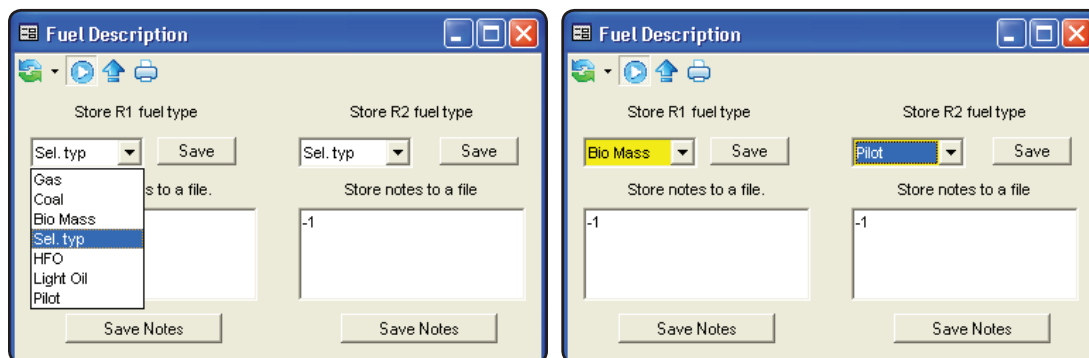 Fuel Description
Store R1 fuel type
Store R2 fuel type
Sel. typ
Save
Sel. typ
Save
Gas
Coal
Bio Mass
Sel. typ
HFO
Light Oil
Pilot
s to a file.
Store notes to a file
-1
Save Notes
Save Notes
Fuel Description
Store R1 fuel type
Store R2 fuel type
Bio Mass
Save
Pilot
Save
Store notes to a file.
Store notes to a file
-1
-1
Save Notes
Save Notes